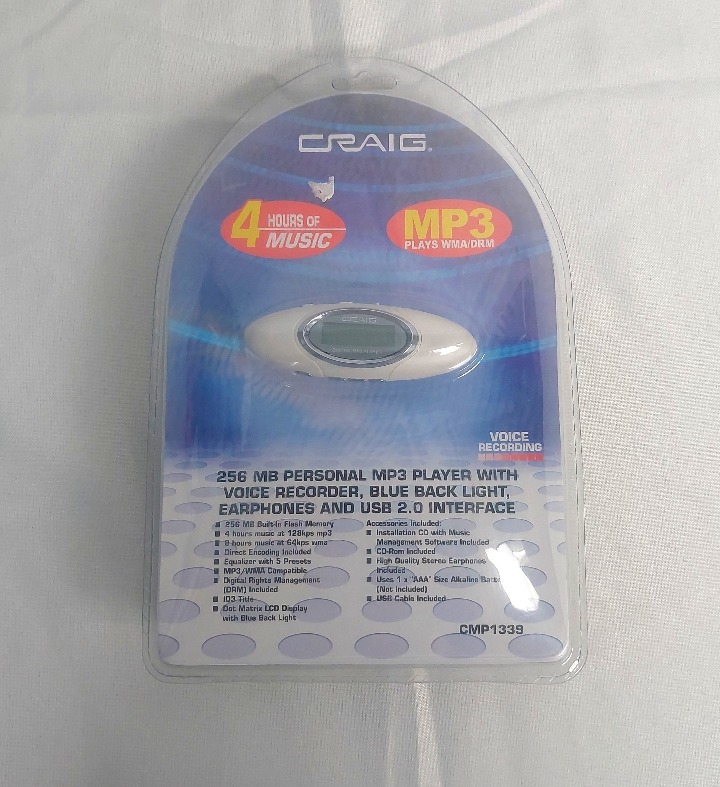 CRAIG®
4 HOURS OF
MUSIC
MP3
PLAYS WMA/DRM
CRAIG
VOICE
RECORDING
256 MB PERSONAL MP3 PLAYER WITH
VOICE RECORDER, BLUE BACK LIGHT,
EARPHONES AND USB 2.0 INTERFACE
■ 256 MB Built-in Flash Memory
■ 4 hours music at 128kps mp3
■ 8 hours music at 64kps wma
■ Direct Encoding Included
■ Equalizer with 5 Presets
■ MP3/WMA Compatible
■ Digital Rights Management
(DRM) Included
■ ID3 Title
■ Dot Matrix LCD Display
with Blue Back Light
Accessories Included:
■ Installation CD with Music
Management Software Included
■ CD-Rom Included
■ High Quality Stereo Earphones
Included
■ Uses 1 x "AAA" Size Alkaline
(Not Included)
■ USB Cable Included
CMP1339